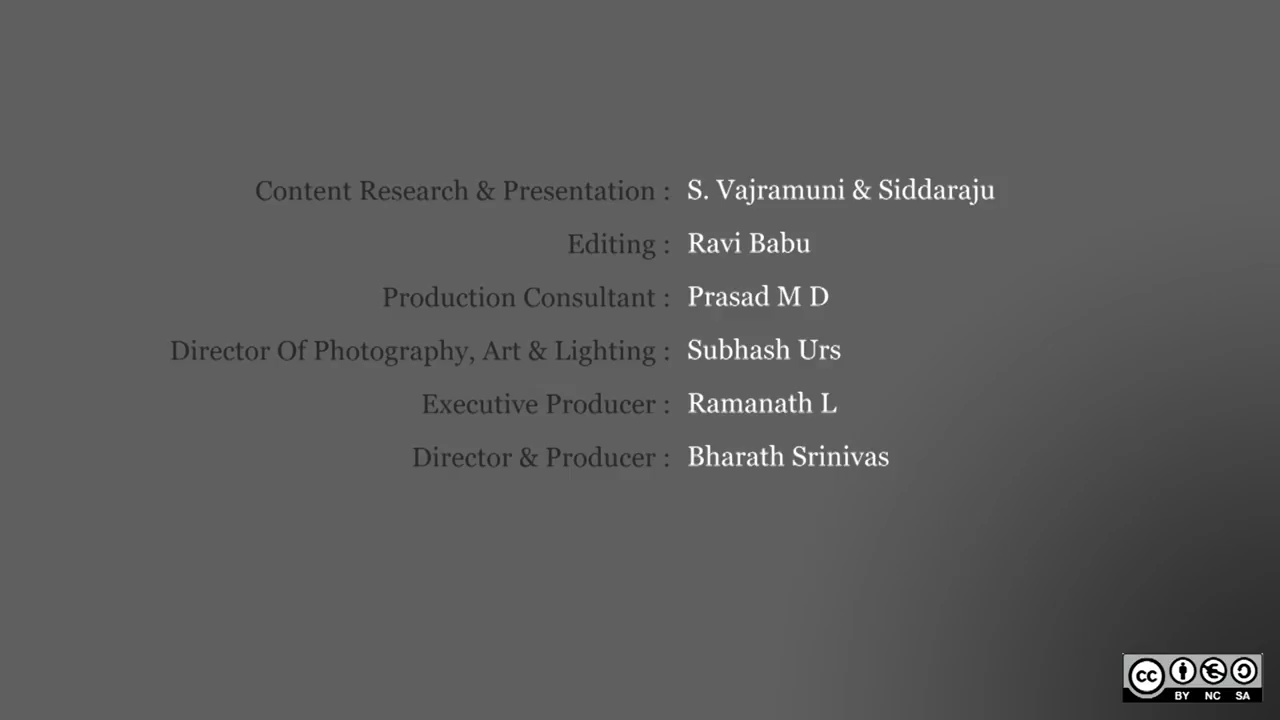 Content Research & Presentation : S. Vajramuni & Siddaraju
Editing : Ravi Babu
Production Consultant : Prasad M D
Director Of Photography, Art & Lighting : Subhash Urs
Executive Producer : Ramanath L
Director & Producer : Bharath Srinivas
cc
BY NC SA